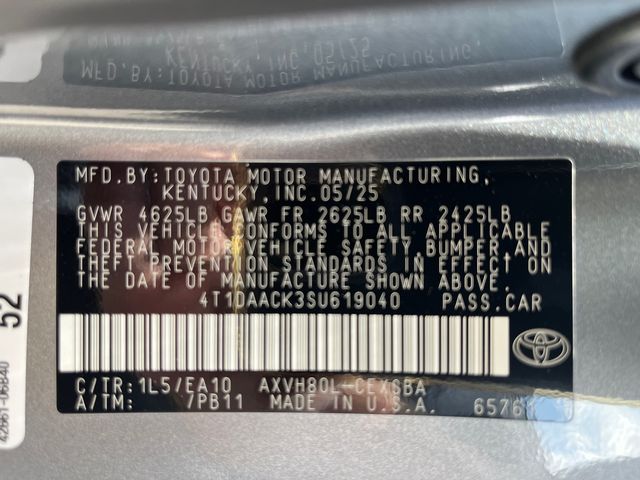 MFD.BY:TOYOTA MOTOR MANUFACTURING,
KENTUCKY, INC.05/25
GVWR 4625LB GAWR FR 2625LB RR 2425LB
THIS VEHICLE CONFORMS TO ALL APPLICABLE
FEDERAL MOTOR VEHICLE SAFETY, BUMPER AND
THEFT PREVENTION STANDARDS IN EFFECT ON
THE DATE OF MANUFACTURE SHOWN ABOVE.
4T1DAACK3SU619040 PASS.CAR
C/TR:1L5/EA10 AXVH80L-CEXSBA
A/TM: 7PB11 MADE IN U.S.A.
52